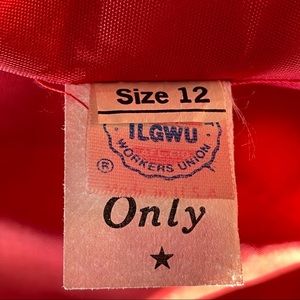 Size 12
ILGWU
WORKERS UNION
®
Only
★